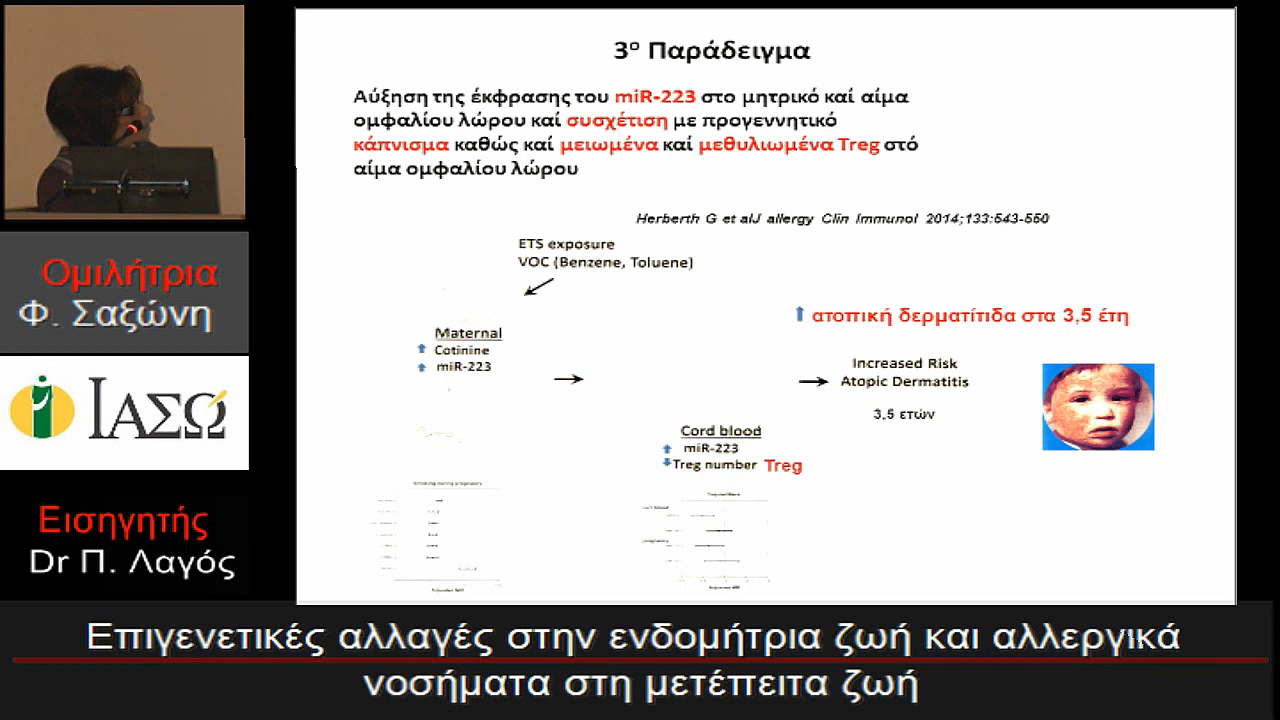 3ο Παράδειγμα
Αύξηση της έκφρασης του miR-223 στο μητρικό καί αίμα
ομφαλίου λώρου καί συσχέτιση με προγεννητικό
κάπνισμα καθώς καί μειωμένα καί μεθυλιωμένα Treg στό
αίμα ομφαλίου λώρου
Herberth G et alJ allergy Clin Immunol 2014;133:543-550
ETS exposure
VOC (Benzene, Toluene)
Maternal
Cotinine
miR-223
Cord blood
miR-223
Treg number Treg
ατοπική δερματίτιδα στα 3,5 έτη
Increased Risk
Atopic Dermatitis
3,5 ετών
Ομιλήτρια
Φ. Σαξώνη
ΙΑΣΩ
Εισηγητής
Dr Π. Λαγός
Επιγενετικές αλλαγές στην ενδομήτρια ζωή και αλλεργικά
νοσήματα στη μετέπειτα ζωή